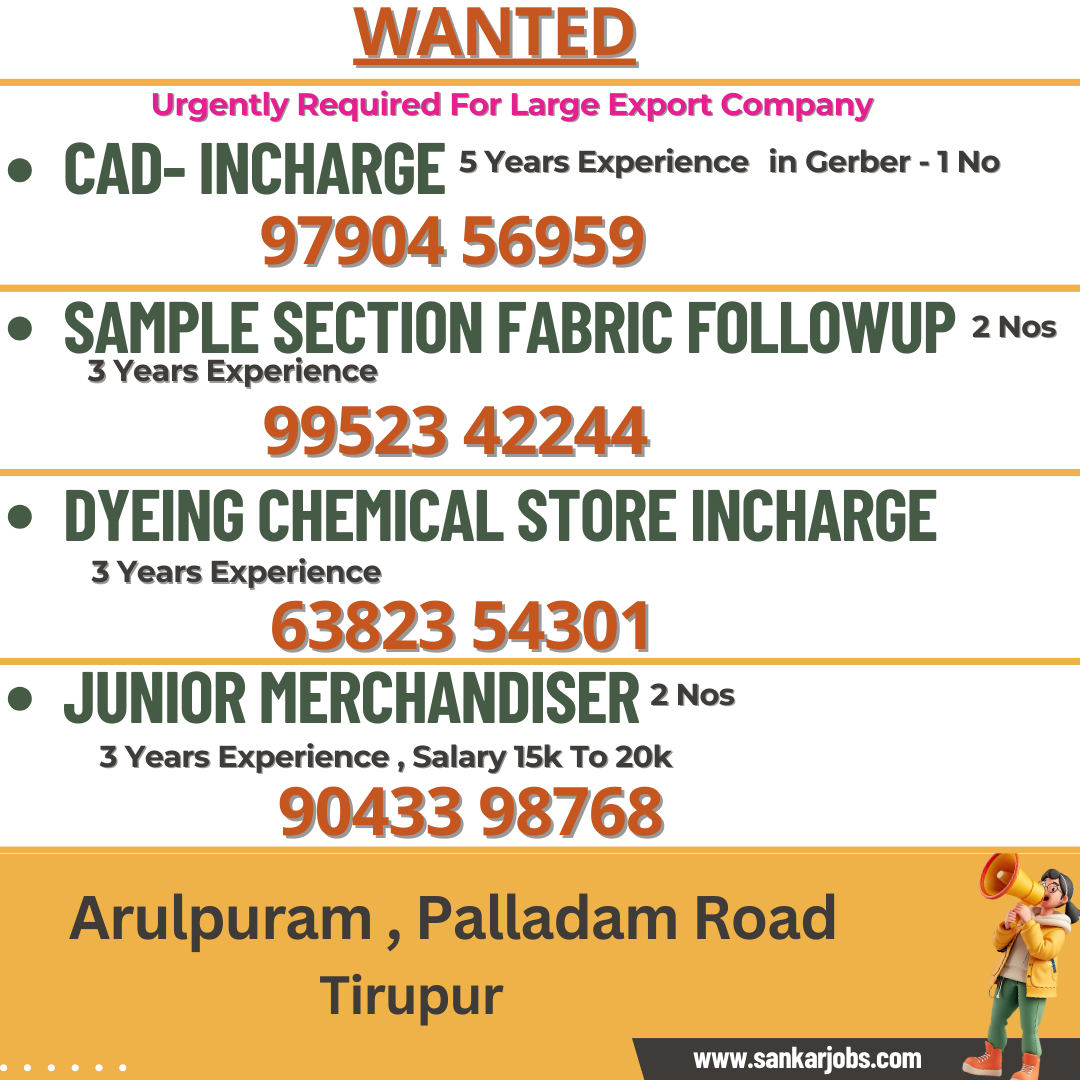 WANTED
Urgently Required For Large Export Company
• CAD- INCHARGE 5 Years Experience in Gerber - 1 No
97904 56959
• SAMPLE SECTION FABRIC FOLLOWUP 2 Nos
3 Years Experience
99523 42244
• DYEING CHEMICAL STORE INCHARGE
3 Years Experience
63823 54301
• JUNIOR MERCHANDISER 2 Nos
3 Years Experience , Salary 15k To 20k
90433 98768
Arulpuram , Palladam Road
Tirupur
www.sankarjobs.com